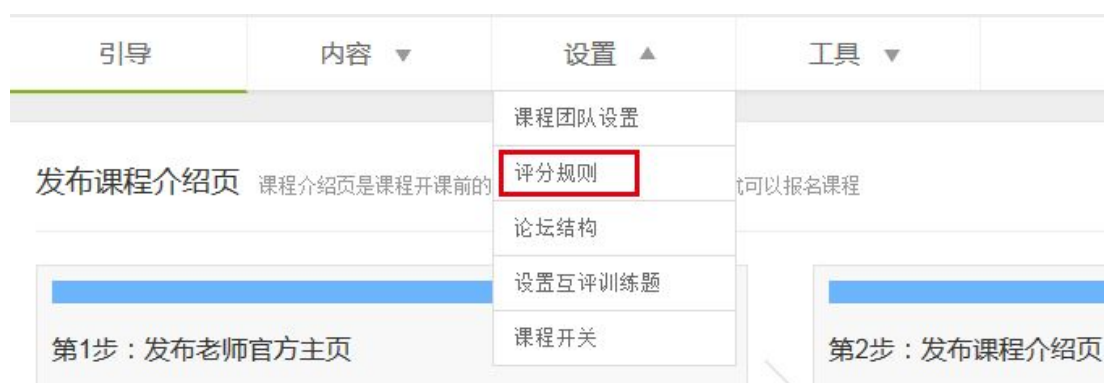 引导 内容 ▼ 设置 ▲ 工具 ▼
课程团队设置
评分规则
论坛结构
设置互评训练题
课程开关
发布课程介绍页 课程介绍页是课程开课前的
可以报名课程
第1步：发布老师官方主页
第2步：发布课程介绍页